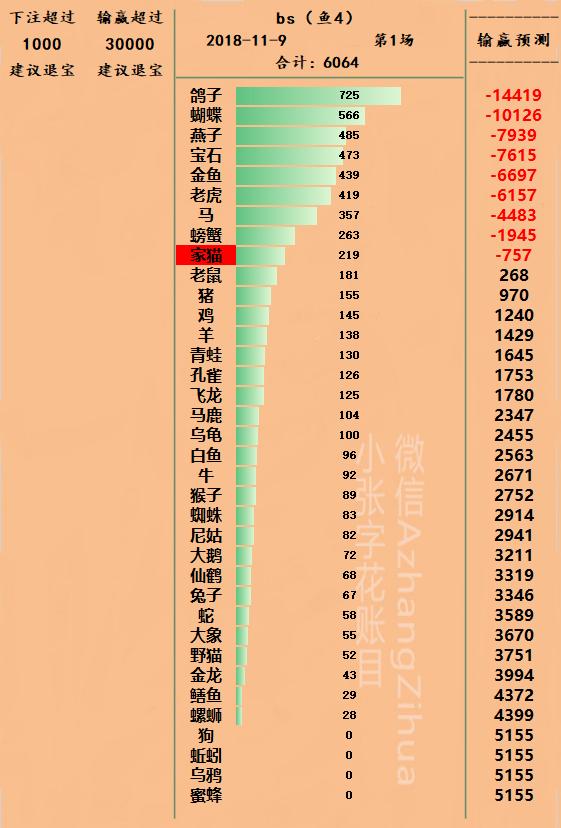 下注超过 输赢超过
1000 30000
建议退宝 建议退宝
bs（鱼4）
2018-11-9 第1场
合计：6064
输赢预测
鸽子 725 -14419
蝴蝶 566 -10126
燕子 485 -7939
宝石 473 -7615
金鱼 439 -6697
老虎 419 -6157
马 357 -4483
螃蟹 263 -1945
家猫 219 -757
老鼠 181 268
猪 155 970
鸡 145 1240
羊 138 1429
青蛙 130 1645
孔雀 126 1753
飞龙 125 1780
马鹿 104 2347
乌龟 100 2455
白鱼 96 2563
牛 92 2671
猴子 89 2752
蜘蛛 83 2914
尼姑 82 2941
大鹅 72 3211
仙鹤 68 3319
兔子 67 3346
蛇 58 3589
大象 55 3670
野猫 52 3751
金龙 43 3994
鳝鱼 29 4372
螺蛳 28 4399
狗 0 5155
蚯蚓 0 5155
乌鸦 0 5155
蜜蜂 0 5155
微信AzhangZihua
小张字花账目